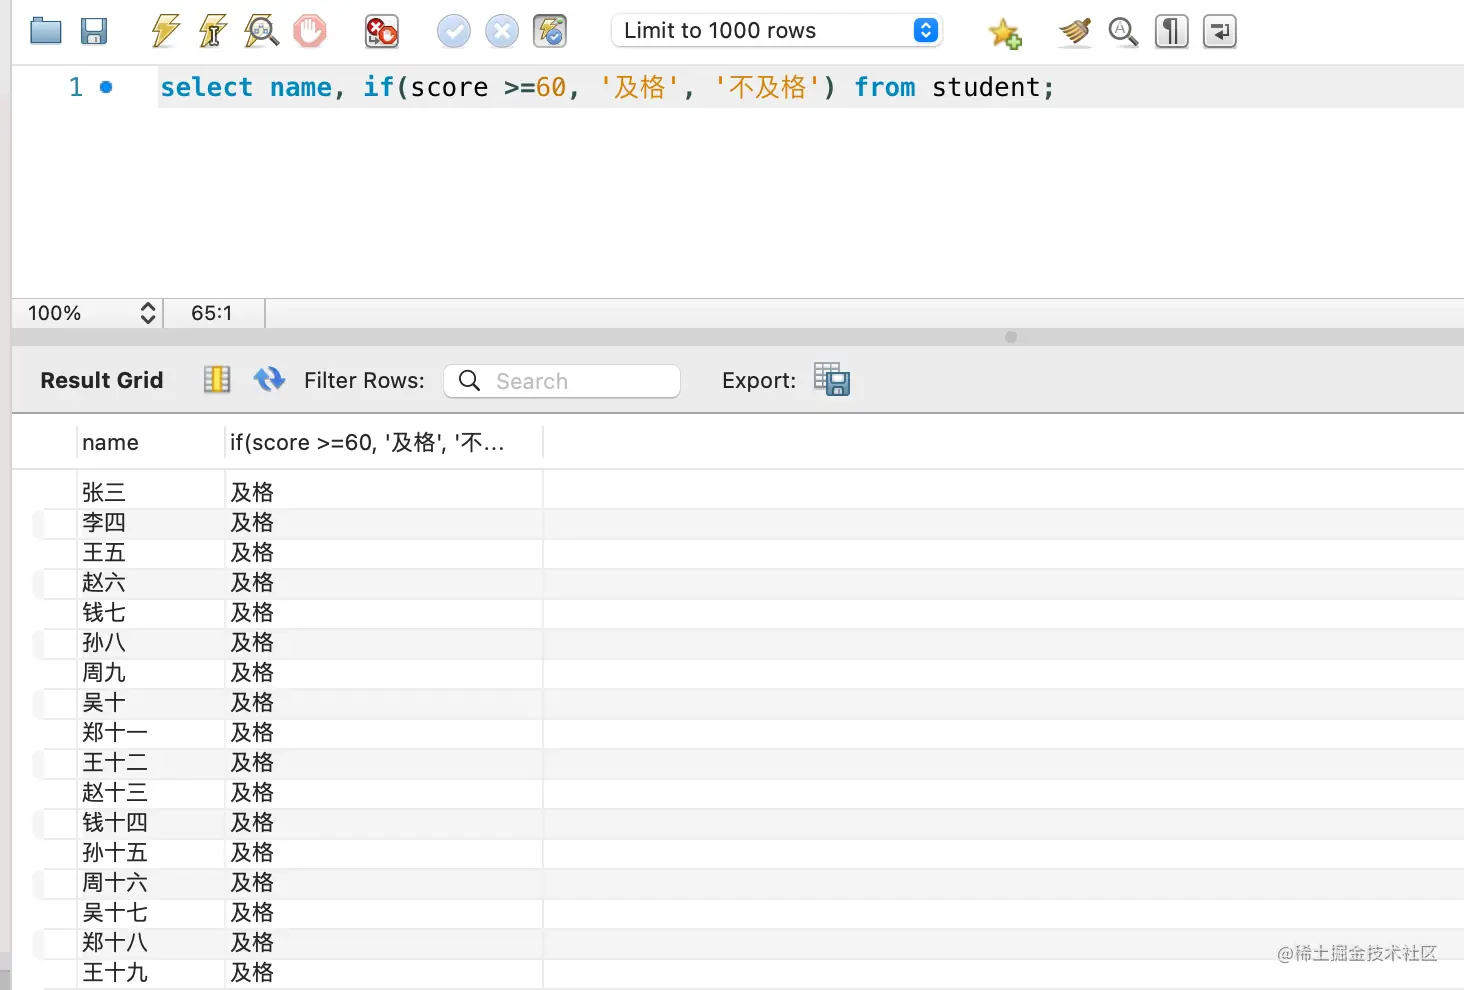 Limit to 1000 rows
1 select name, if(score >=60, '及格', '不及格') from student;
100% 65:1
Result Grid Filter Rows: Search Export:
name if(score >=60, '及格', '不...
张三 及格
李四 及格
王五 及格
赵六 及格
钱七 及格
孙八 及格
周九 及格
吴十 及格
郑十一 及格
王十二 及格
赵十三 及格
钱十四 及格
孙十五 及格
周十六 及格
吴十七 及格
郑十八 及格
王十九 及格
@稀土掘金技术社区